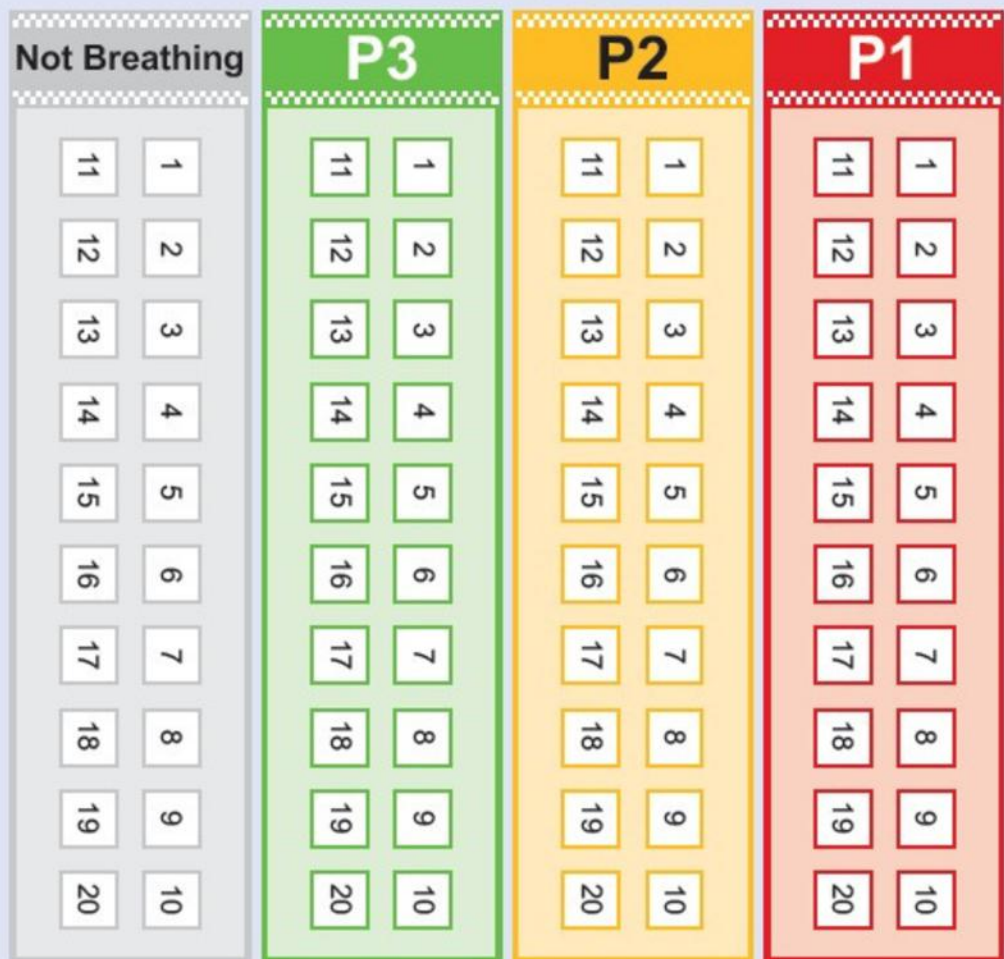 Not Breathing P3 P2 P1
11 1 11 1 11 1 11 1
12 2 12 2 12 2 12 2
13 3 13 3 13 3 13 3
14 4 14 4 14 4 14 4
15 5 15 5 15 5 15 5
16 6 16 6 16 6 16 6
17 7 17 7 17 7 17 7
18 8 18 8 18 8 18 8
19 9 19 9 19 9 19 9
20 10 20 10 20 10 20 10